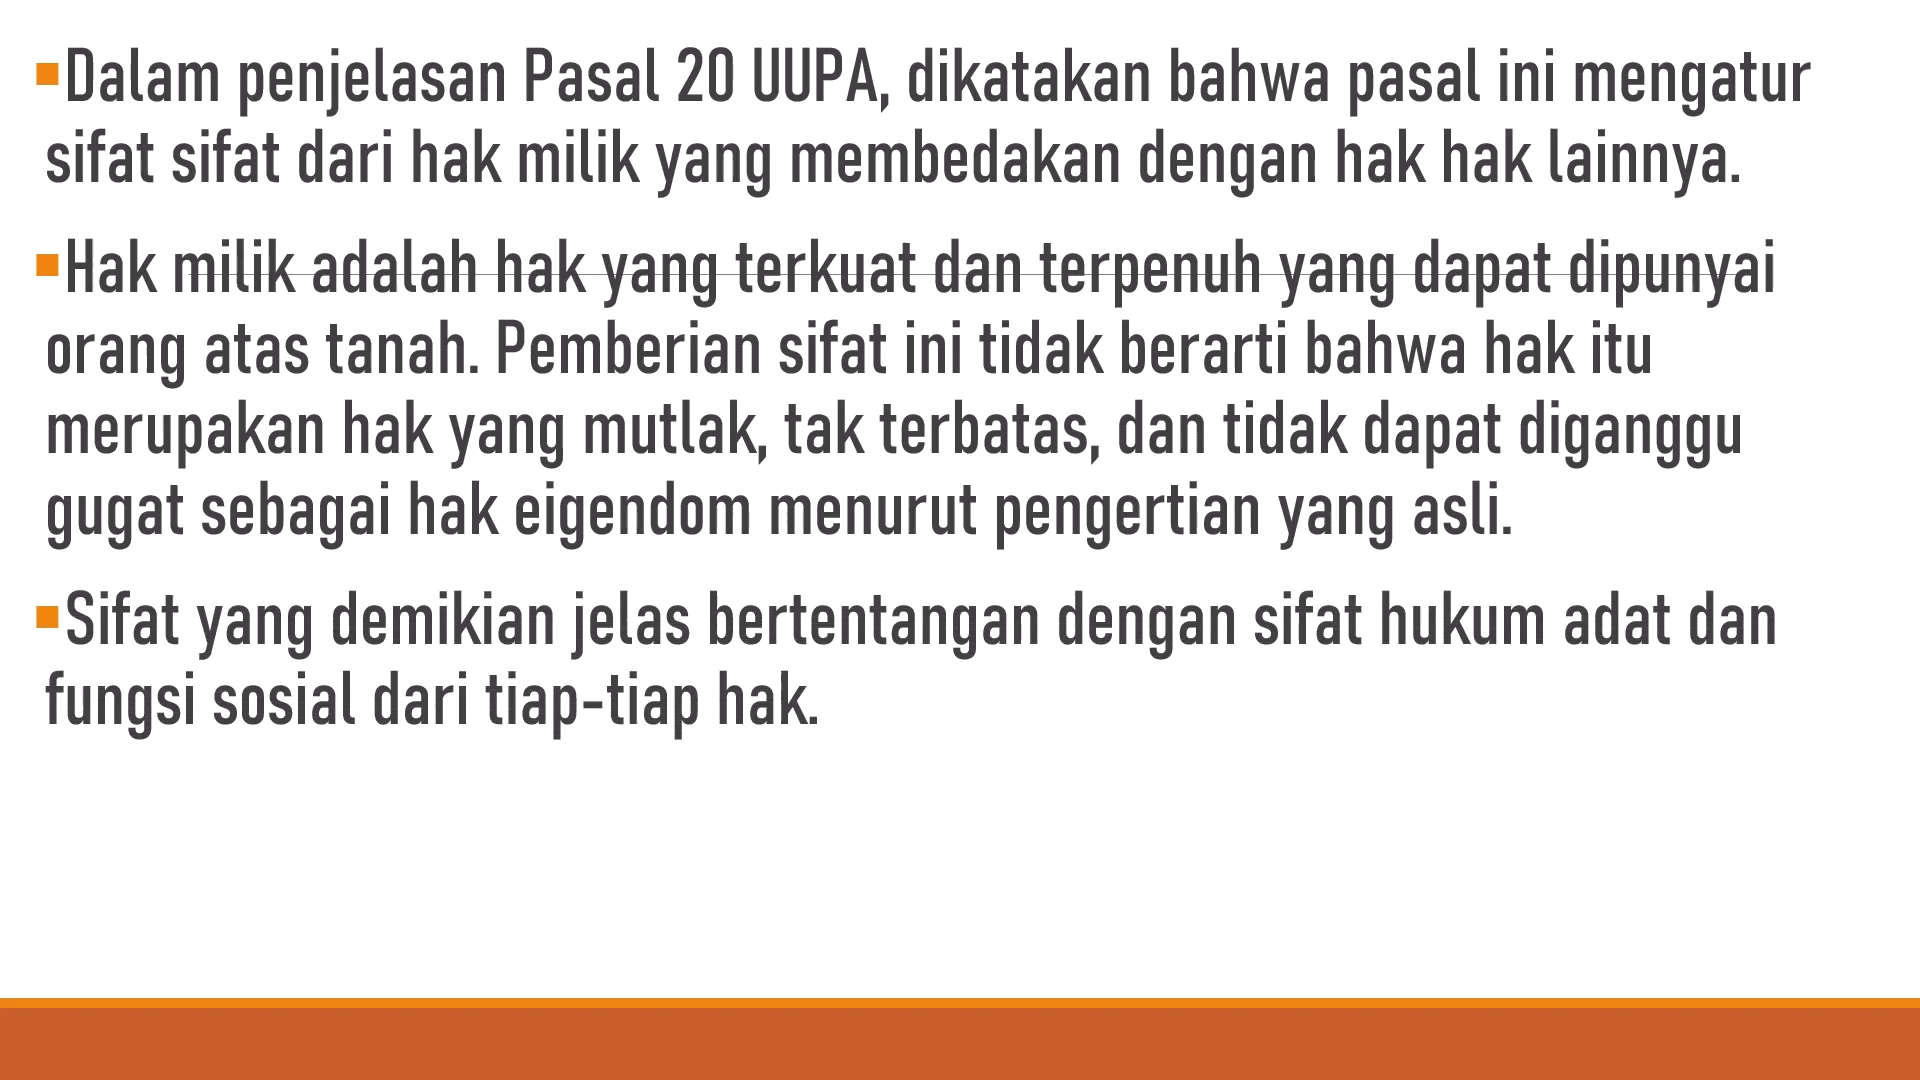 ▪Dalam penjelasan Pasal 20 UUPA, dikatakan bahwa pasal ini mengatur
sifat sifat dari hak milik yang membedakan dengan hak hak lainnya.
▪Hak milik adalah hak yang terkuat dan terpenuh yang dapat dipunyai
orang atas tanah. Pemberian sifat ini tidak berarti bahwa hak itu
merupakan hak yang mutlak, tak terbatas, dan tidak dapat diganggu
gugat sebagai hak eigendom menurut pengertian yang asli.
▪Sifat yang demikian jelas bertentangan dengan sifat hukum adat dan
fungsi sosial dari tiap-tiap hak.